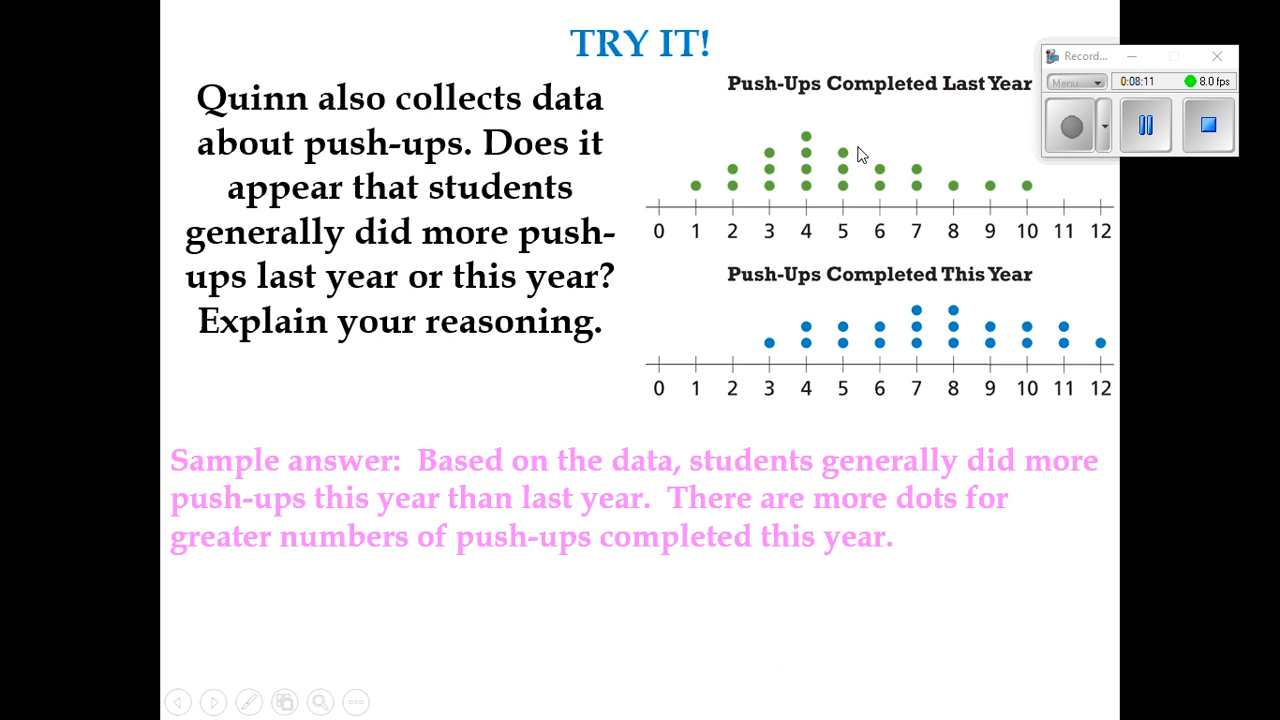 TRY IT!
Quinn also collects data
about push-ups. Does it
appear that students
generally did more push-
ups last year or this year?
Explain your reasoning.
Push-Ups Completed Last Year
0 1 2 3 4 5 6 7 8 9 10 11 12
Push-Ups Completed This Year
0 1 2 3 4 5 6 7 8 9 10 11 12
Record...
Menu
0:08:11
8.0 fps
Sample answer: Based on the data, students generally did more
push-ups this year than last year. There are more dots for
greater numbers of push-ups completed this year.